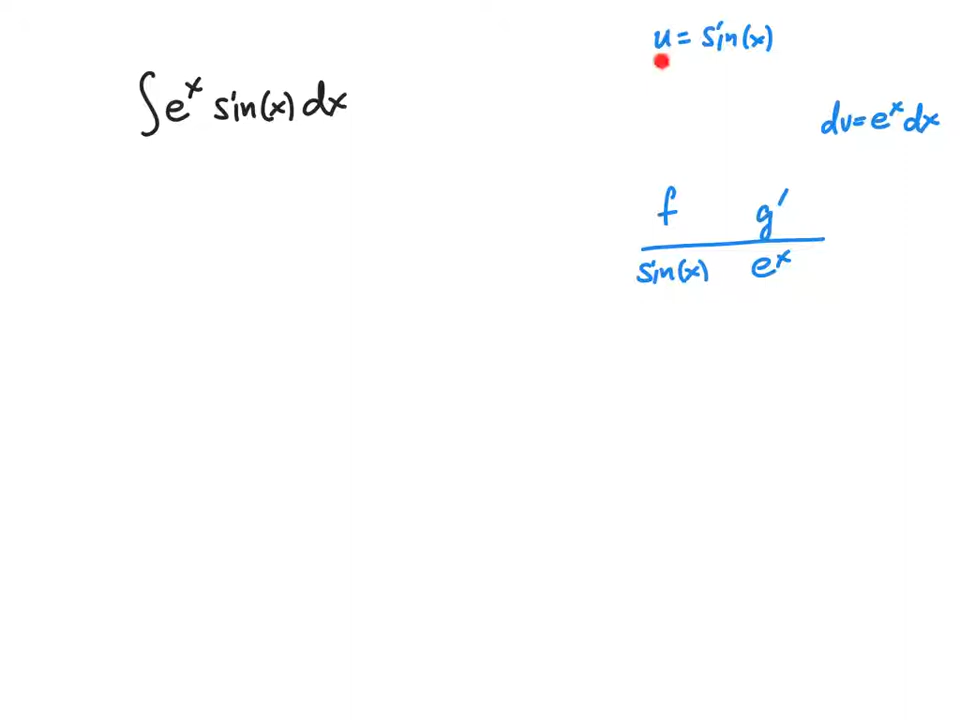 u = sin(x)
∫e^x sin(x) dx
dv=e^x dx
f g'
sin(x) e^x